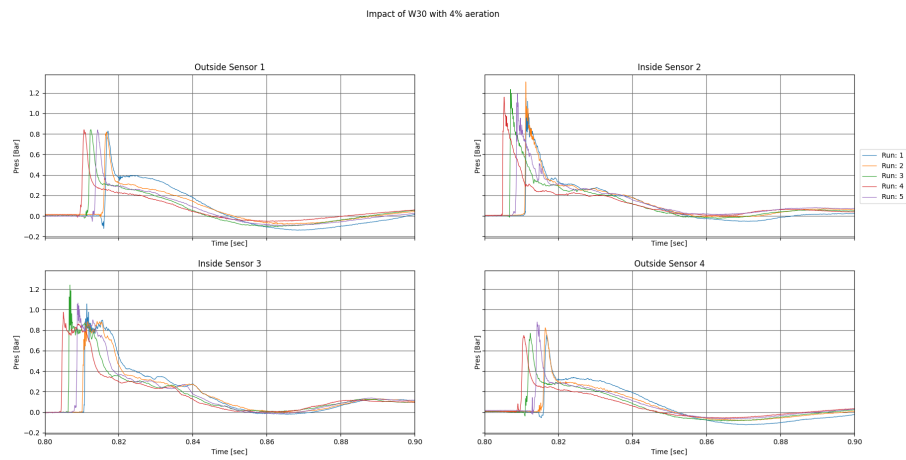 Impact of W30 with 4% aeration
Outside Sensor 1
Inside Sensor 2
Pres [Bar]
1.2
1.0
0.8
0.6
0.4
0.2
0.0
−0.2
Time [sec]
Pres [Bar]
Time [sec]
Run: 1
Run: 2
Run: 3
Run: 4
Run: 5
Inside Sensor 3
Outside Sensor 4
Pres [Bar]
1.2
1.0
0.8
0.6
0.4
0.2
0.0
−0.2
0.80 0.82 0.84 0.86 0.88 0.90
Time [sec]
Pres [Bar]
0.80 0.82 0.84 0.86 0.88 0.90
Time [sec]